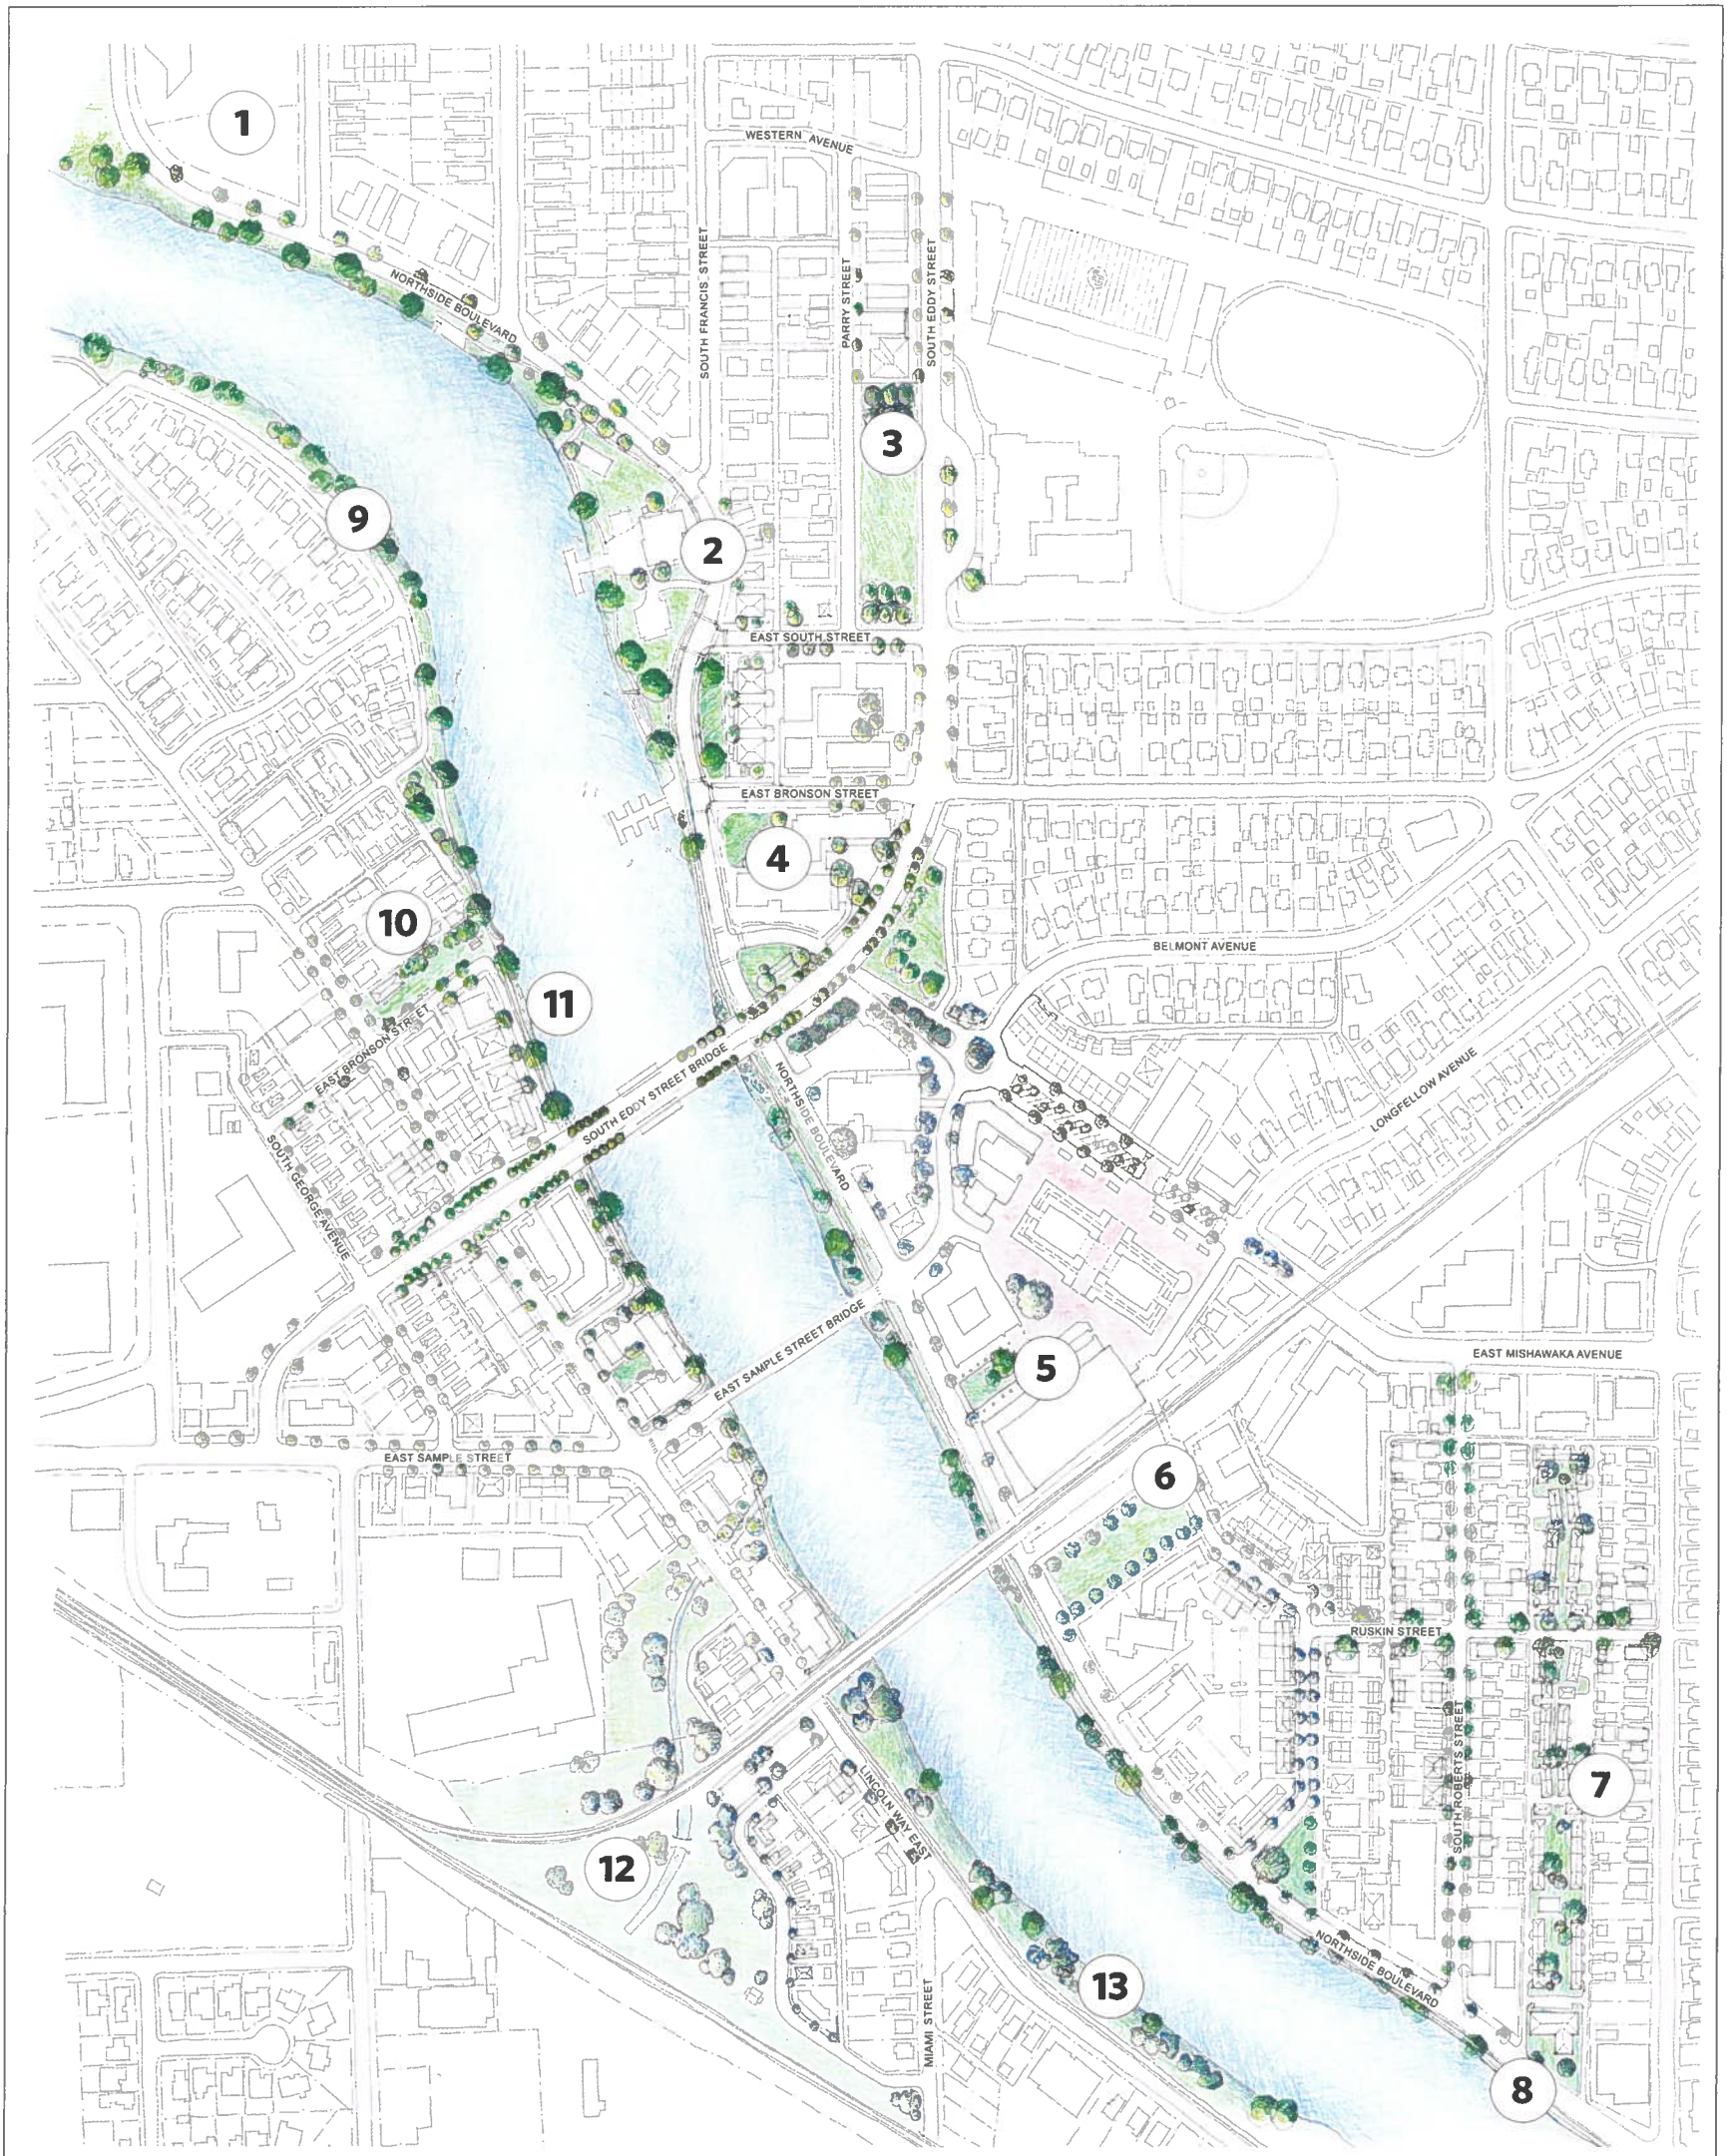 1
WESTERN AVENUE
SOUTH FRANCIS STREET
PARRY STREET
SOUTH EDDY STREET
NORTHSIDE BOULEVARD
3
9
2
EAST SOUTH STREET
EAST BRONSON STREET
4
10
BELMONT AVENUE
11
EAST BRONSON STREET
SOUTH EDDY STREET BRIDGE
NORTHSIDE BOULEVARD
LONGFELLOW AVENUE
SOUTH GEORGE AVENUE
EAST SAMPLE STREET BRIDGE
EAST MISHAWAKA AVENUE
5
EAST SAMPLE STREET
6
RUSKIN STREET
SOUTH ROBERTS STREET
7
LINCOLN WAY EAST
12
NORTHSIDE BOULEVARD
13
MIAMI STREET
8